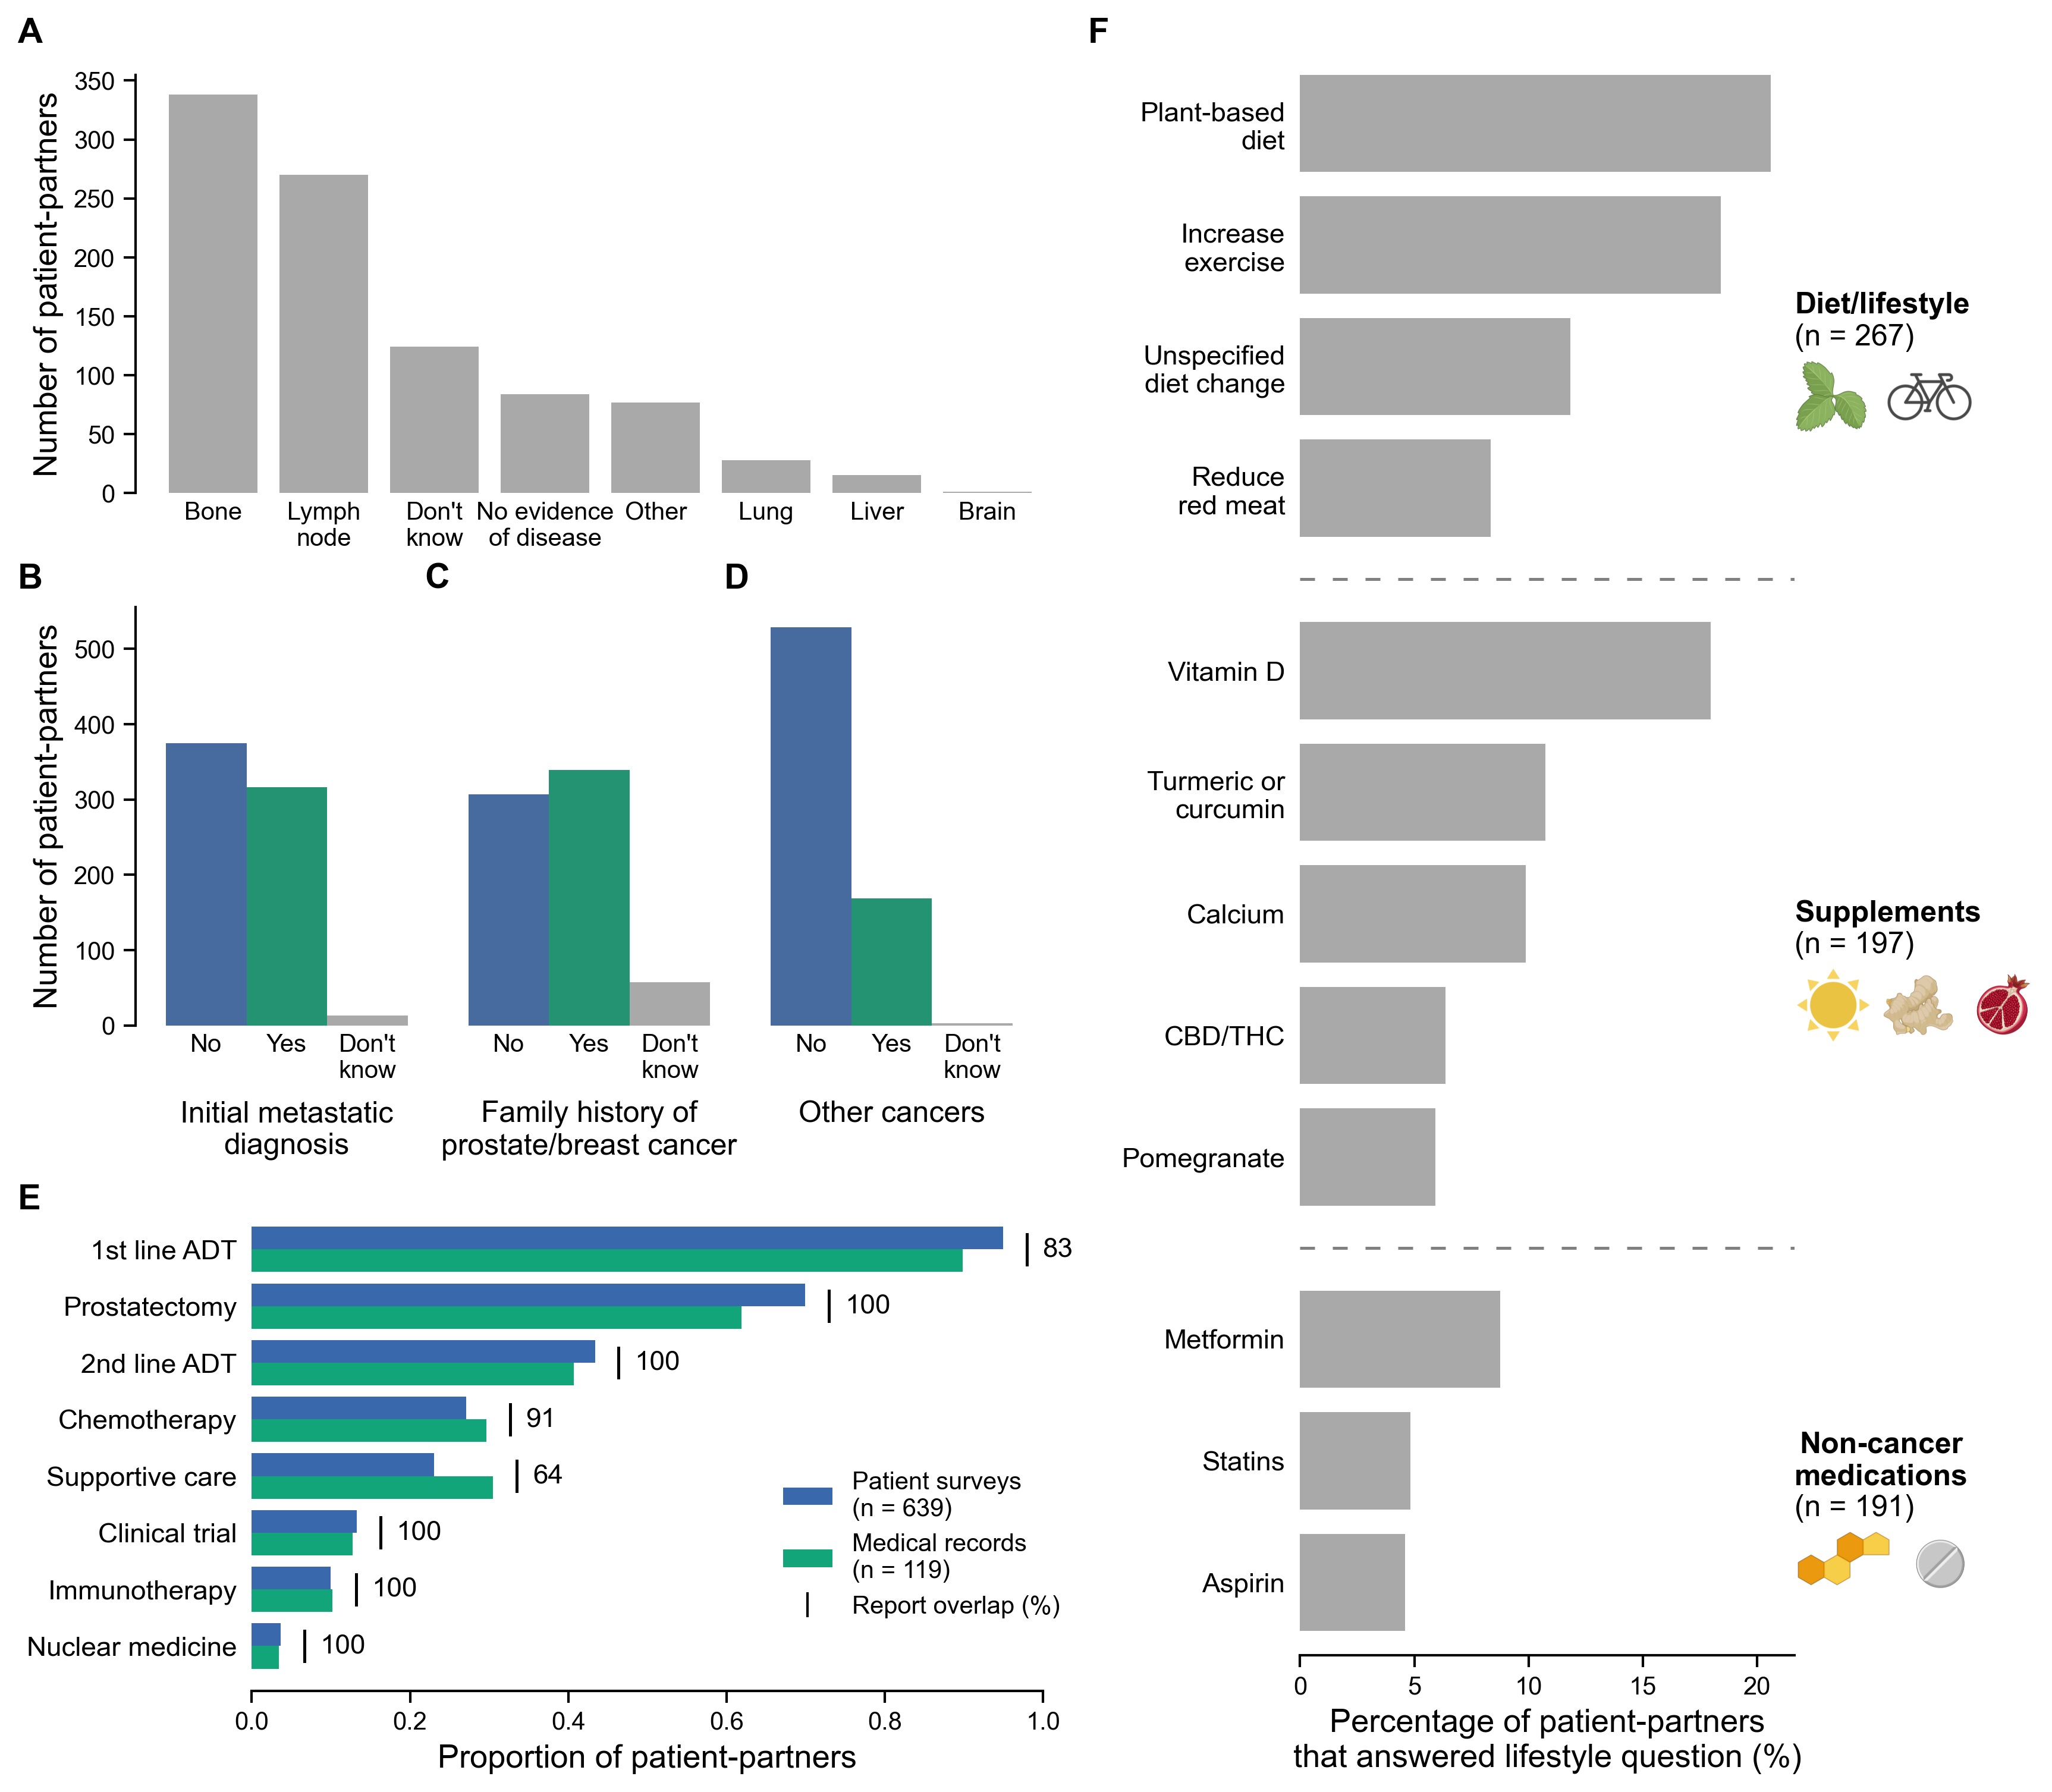 A
Number of patient-partners
350
300
250
200
150
100
50
0
Bone
Lymph
node
Don't
know
No evidence
of disease
Other
Lung
Liver
Brain
B
Number of patient-partners
500
400
300
200
100
0
No
Yes
Don't
know
Initial metastatic
diagnosis
C
No
Yes
Don't
know
Family history of
prostate/breast cancer
D
No
Yes
Don't
know
Other cancers
E
1st line ADT
83
Prostatectomy
100
2nd line ADT
100
Chemotherapy
91
Supportive care
64
Clinical trial
100
Immunotherapy
100
Nuclear medicine
100
Patient surveys
(n = 639)
Medical records
(n = 119)
Report overlap (%)
0.0
0.2
0.4
0.6
0.8
1.0
Proportion of patient-partners
F
Plant-based
diet
Increase
exercise
Unspecified
diet change
Reduce
red meat
Diet/lifestyle
(n = 267)
Vitamin D
Turmeric or
curcumin
Calcium
CBD/THC
Pomegranate
Supplements
(n = 197)
Metformin
Statins
Aspirin
Non-cancer
medications
(n = 191)
0
5
10
15
20
Percentage of patient-partners
that answered lifestyle question (%)